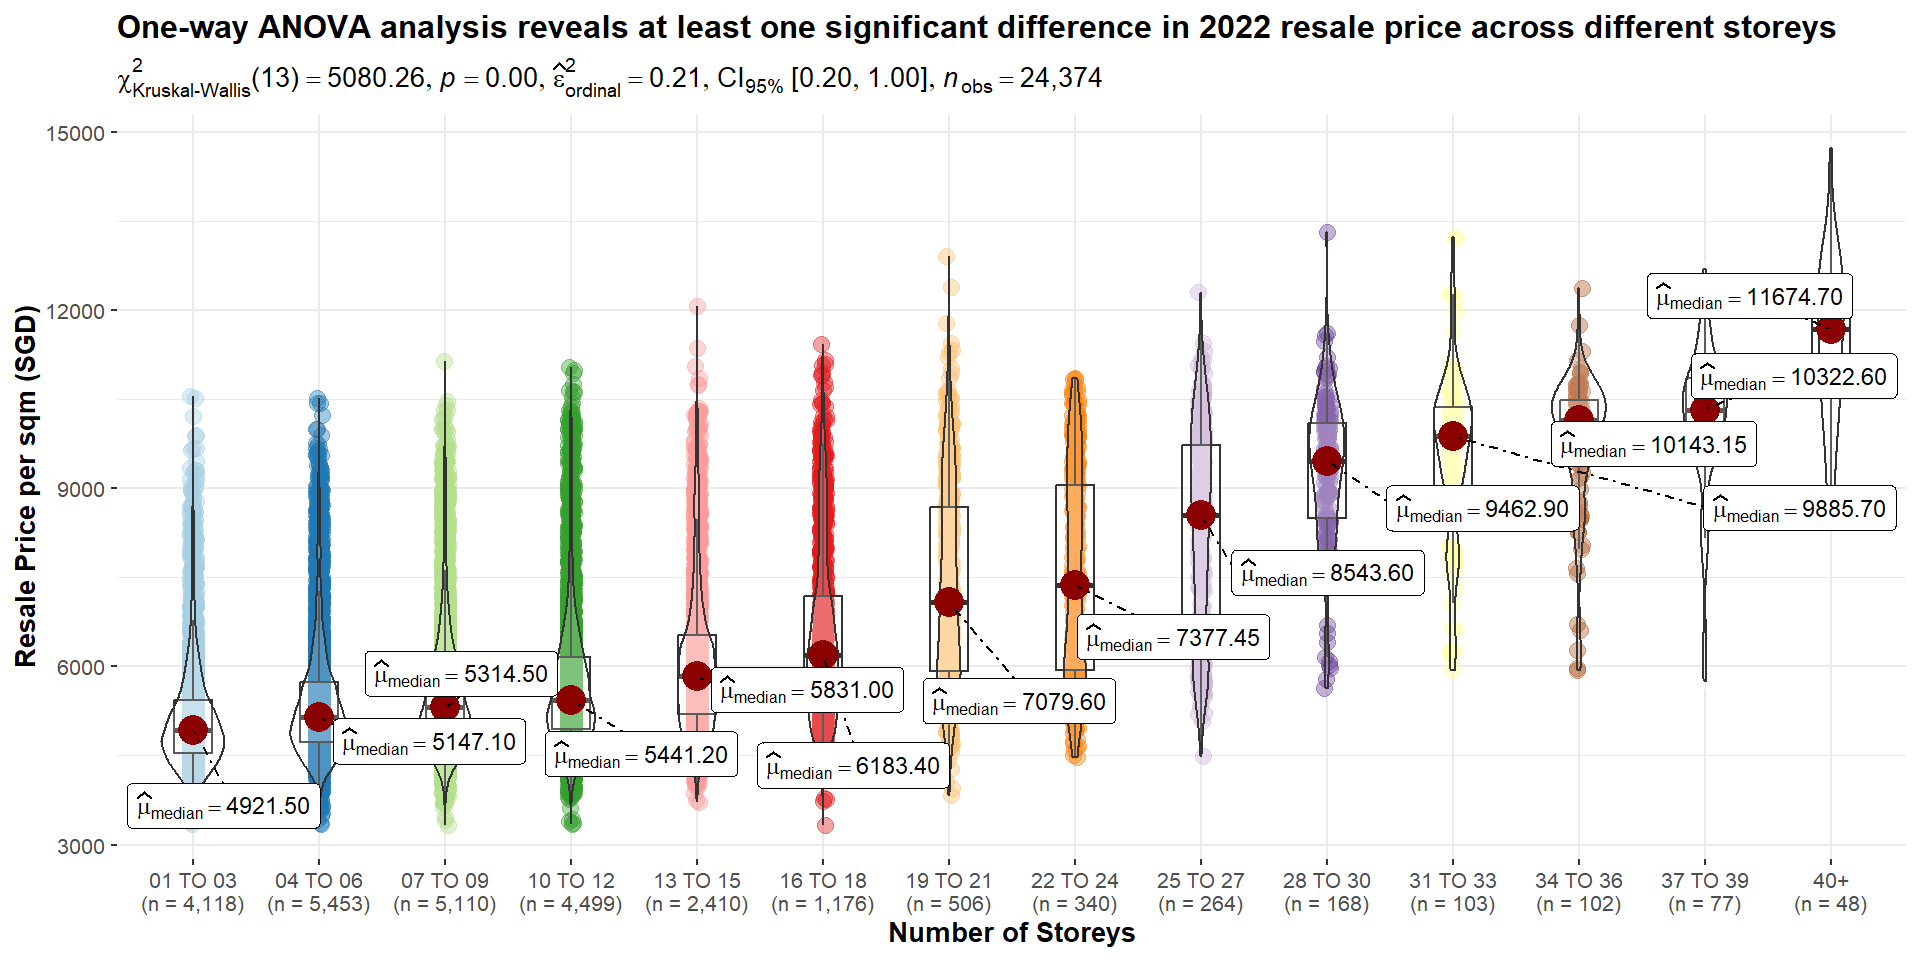 One-way ANOVA analysis reveals at least one significant difference in 2022 resale price across different storeys
χ²Kruskal-Wallis(13) = 5080.26, p = 0.00, ε̂²ordinal = 0.21, CI95% [0.20, 1.00], nobs = 24,374
Resale Price per sqm (SGD)
15000
12000
9000
6000
3000
μ̂median = 4921.50
μ̂median = 5147.10
μ̂median = 5314.50
μ̂median = 5441.20
μ̂median = 5831.00
μ̂median = 6183.40
μ̂median = 7079.60
μ̂median = 7377.45
μ̂median = 8543.60
μ̂median = 9462.90
μ̂median = 9885.70
μ̂median = 10143.15
μ̂median = 10322.60
μ̂median = 11674.70
01 TO 03
(n = 4,118)
04 TO 06
(n = 5,453)
07 TO 09
(n = 5,110)
10 TO 12
(n = 4,499)
13 TO 15
(n = 2,410)
16 TO 18
(n = 1,176)
19 TO 21
(n = 506)
22 TO 24
(n = 340)
25 TO 27
(n = 264)
28 TO 30
(n = 168)
31 TO 33
(n = 103)
34 TO 36
(n = 102)
37 TO 39
(n = 77)
40+
(n = 48)
Number of Storeys